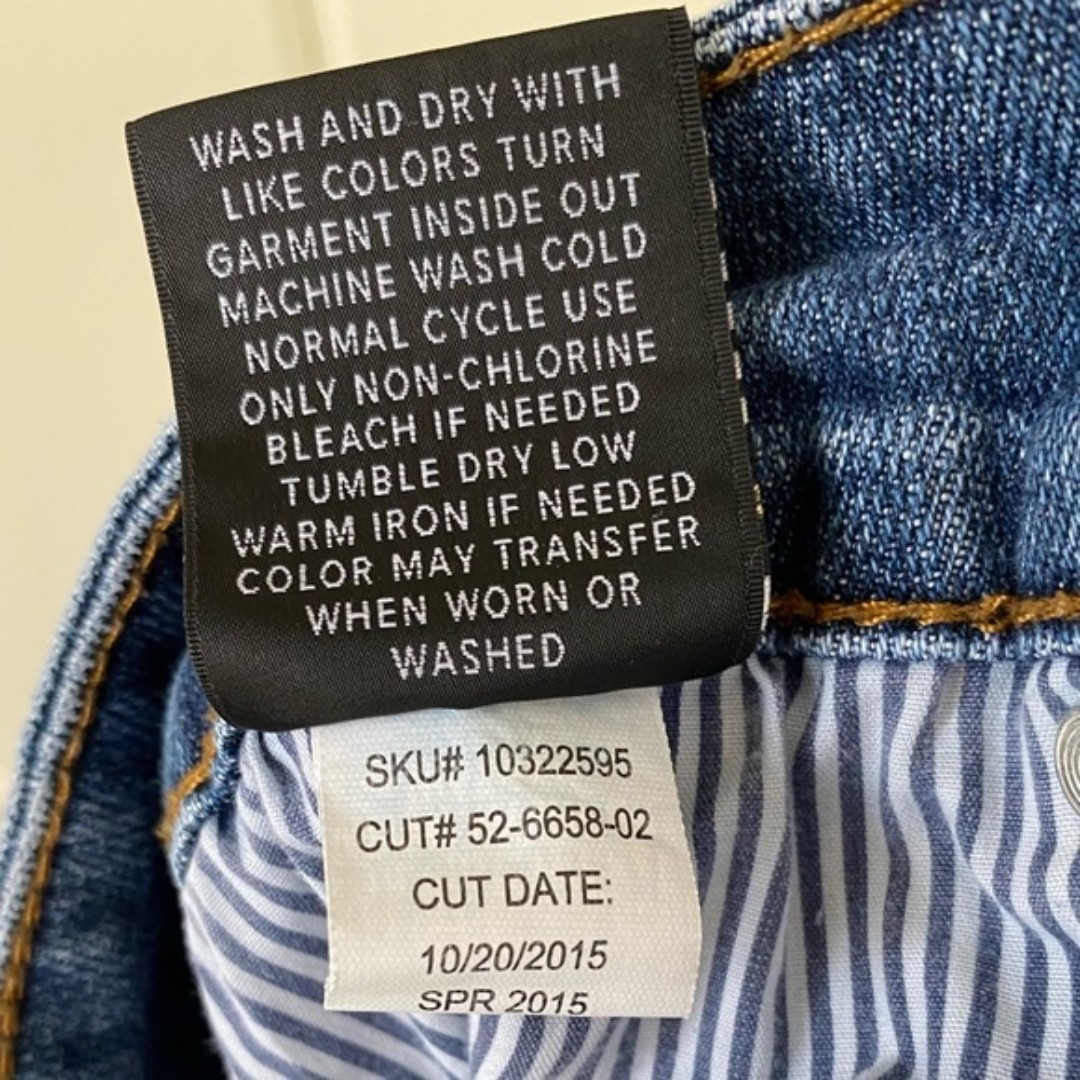 WASH AND DRY WITH
LIKE COLORS TURN
GARMENT INSIDE OUT
MACHINE WASH COLD
NORMAL CYCLE USE
ONLY NON-CHLORINE
BLEACH IF NEEDED
TUMBLE DRY LOW
WARM IRON IF NEEDED
COLOR MAY TRANSFER
WHEN WORN OR
WASHED
SKU# 10322595
CUT# 52-6658-02
CUT DATE:
10/20/2015
SPR 2015